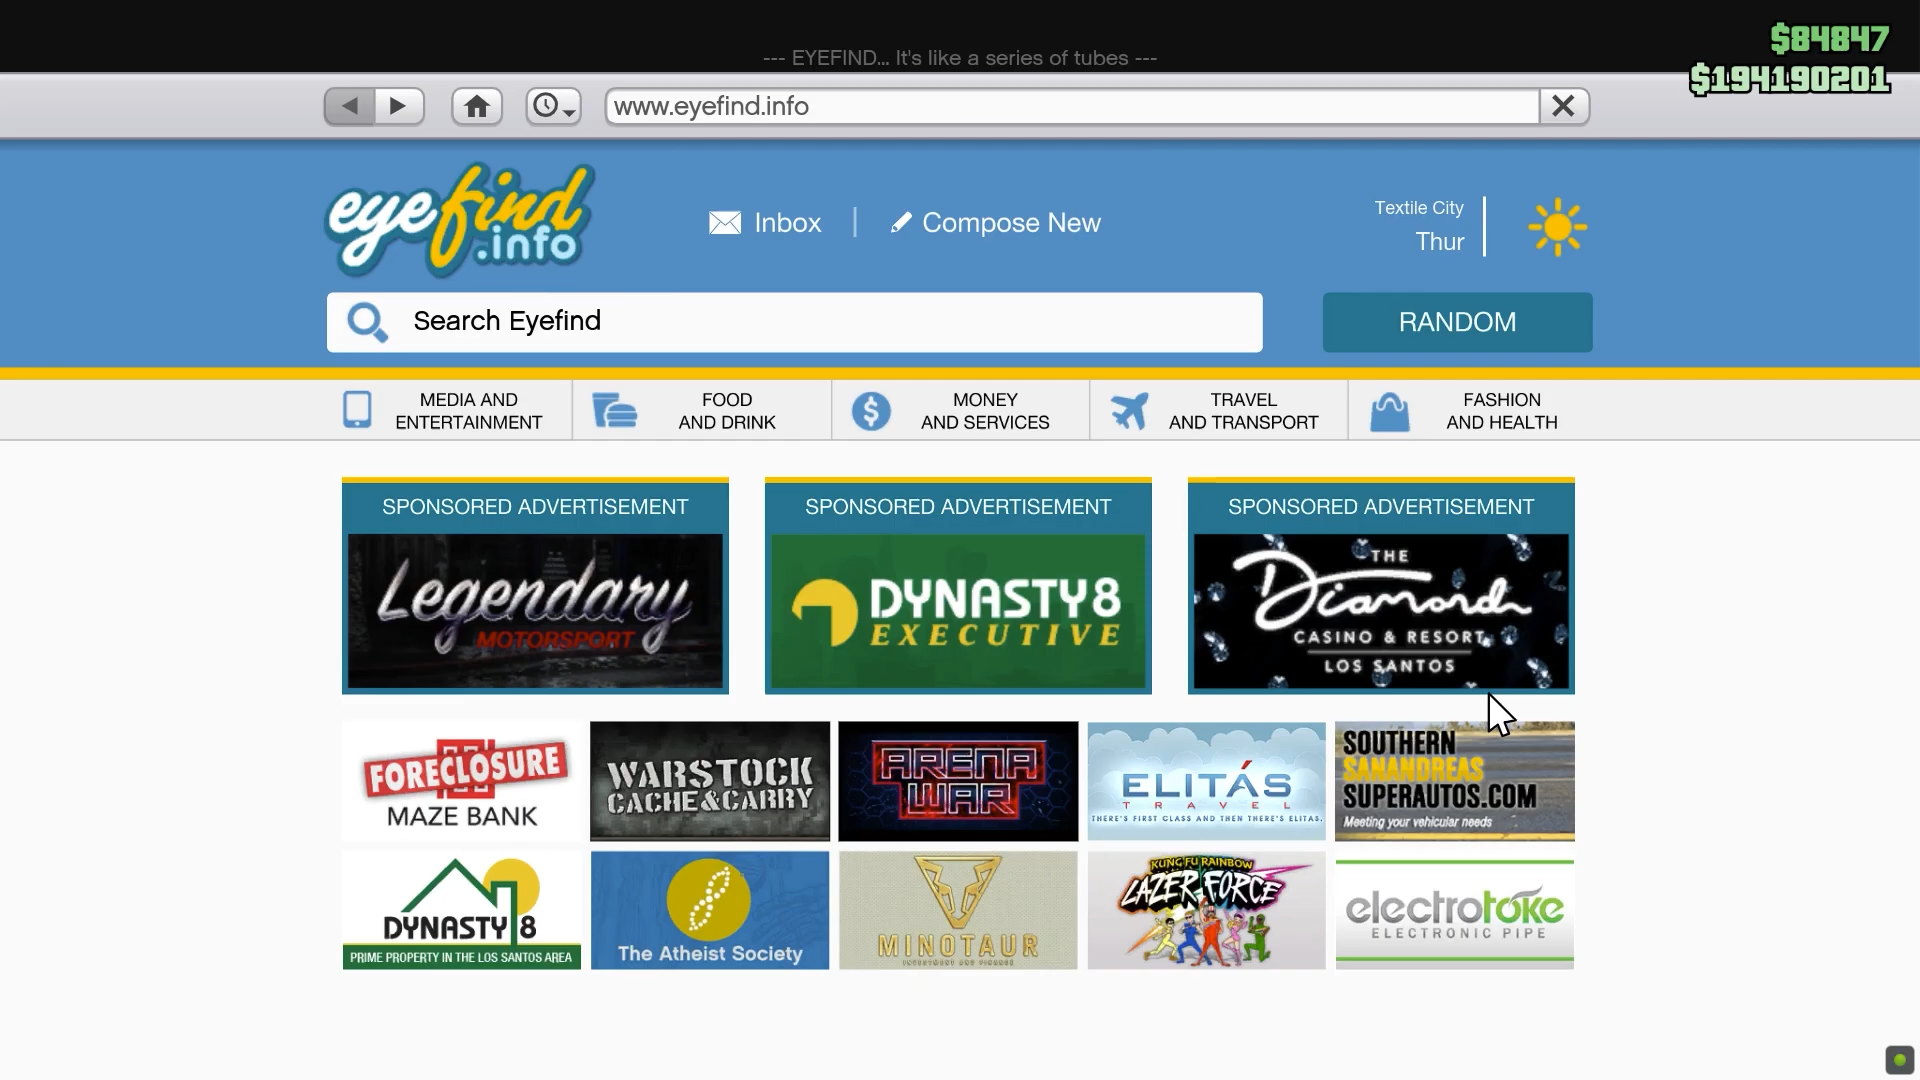 $84847
--- EYEFIND... It's like a series of tubes ---
$194190201
www.eyefind.info
eyefind
.info
Inbox
Compose New
Textile City
Thur
Search Eyefind
RANDOM
MEDIA AND
ENTERTAINMENT
FOOD
AND DRINK
MONEY
AND SERVICES
TRAVEL
AND TRANSPORT
FASHION
AND HEALTH
SPONSORED ADVERTISEMENT
Legendary
MOTORSPORT
SPONSORED ADVERTISEMENT
DYNASTY 8
EXECUTIVE
SPONSORED ADVERTISEMENT
THE
Diamond
CASINO & RESORT
LOS SANTOS
FORECLOSURE
MAZE BANK
WARSTOCK
CACHE&CARRY
ARENA
WAR
ELITÁS
TRAVEL
THERE'S FIRST CLASS AND THEN THERE'S ELITAS.
SOUTHERN
SANANDREAS
SUPERAUTOS.COM
Meeting your vehicular needs
DYNASTY 8
PRIME PROPERTY IN THE LOS SANTOS AREA
The Atheist Society
MINOTAUR
INVESTMENT AND FINANCE
KUNG FU RAINBOW
LAZER FORCE
electrotoke
ELECTRONIC PIPE